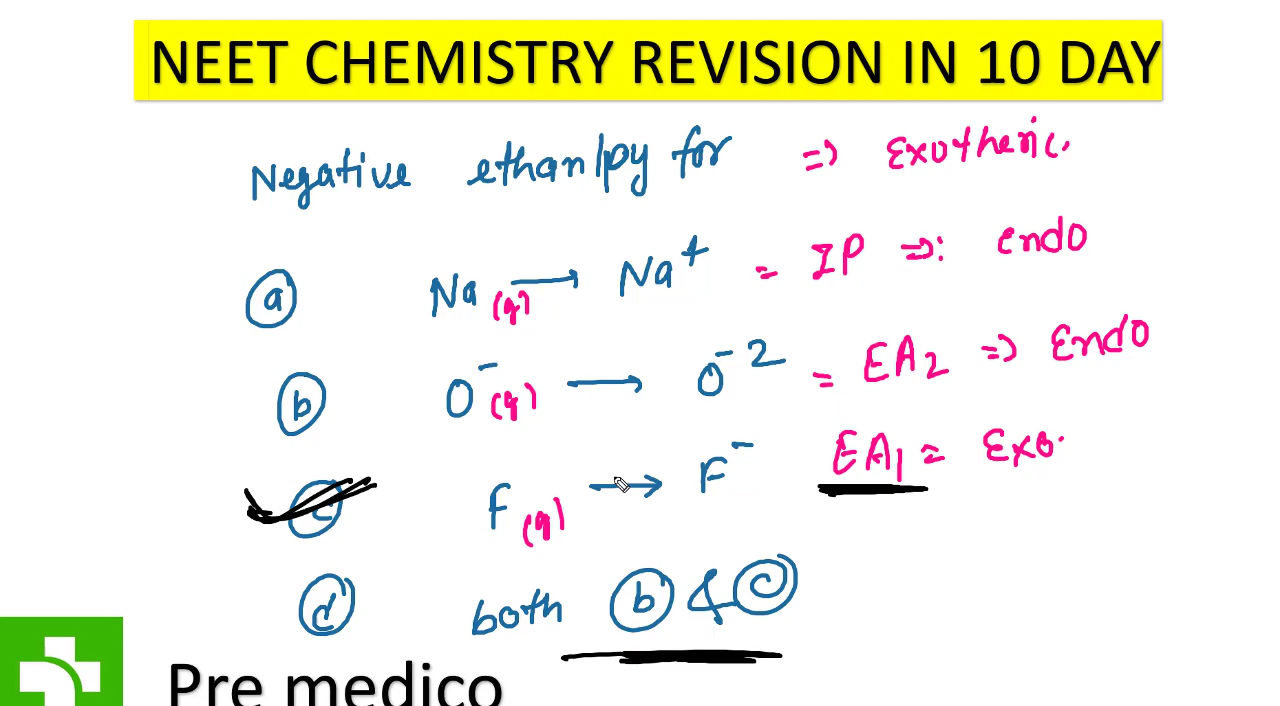 NEET CHEMISTRY REVISION IN 10 DAY
Negative ethanlpy for => Exotheric.
a Na(g) → Na+ = IP =>: endo
b O-(g) → O-2 = EA2 => Endo
c F(g) → F- EA1 = Exo.
d both b & c
Pre medico